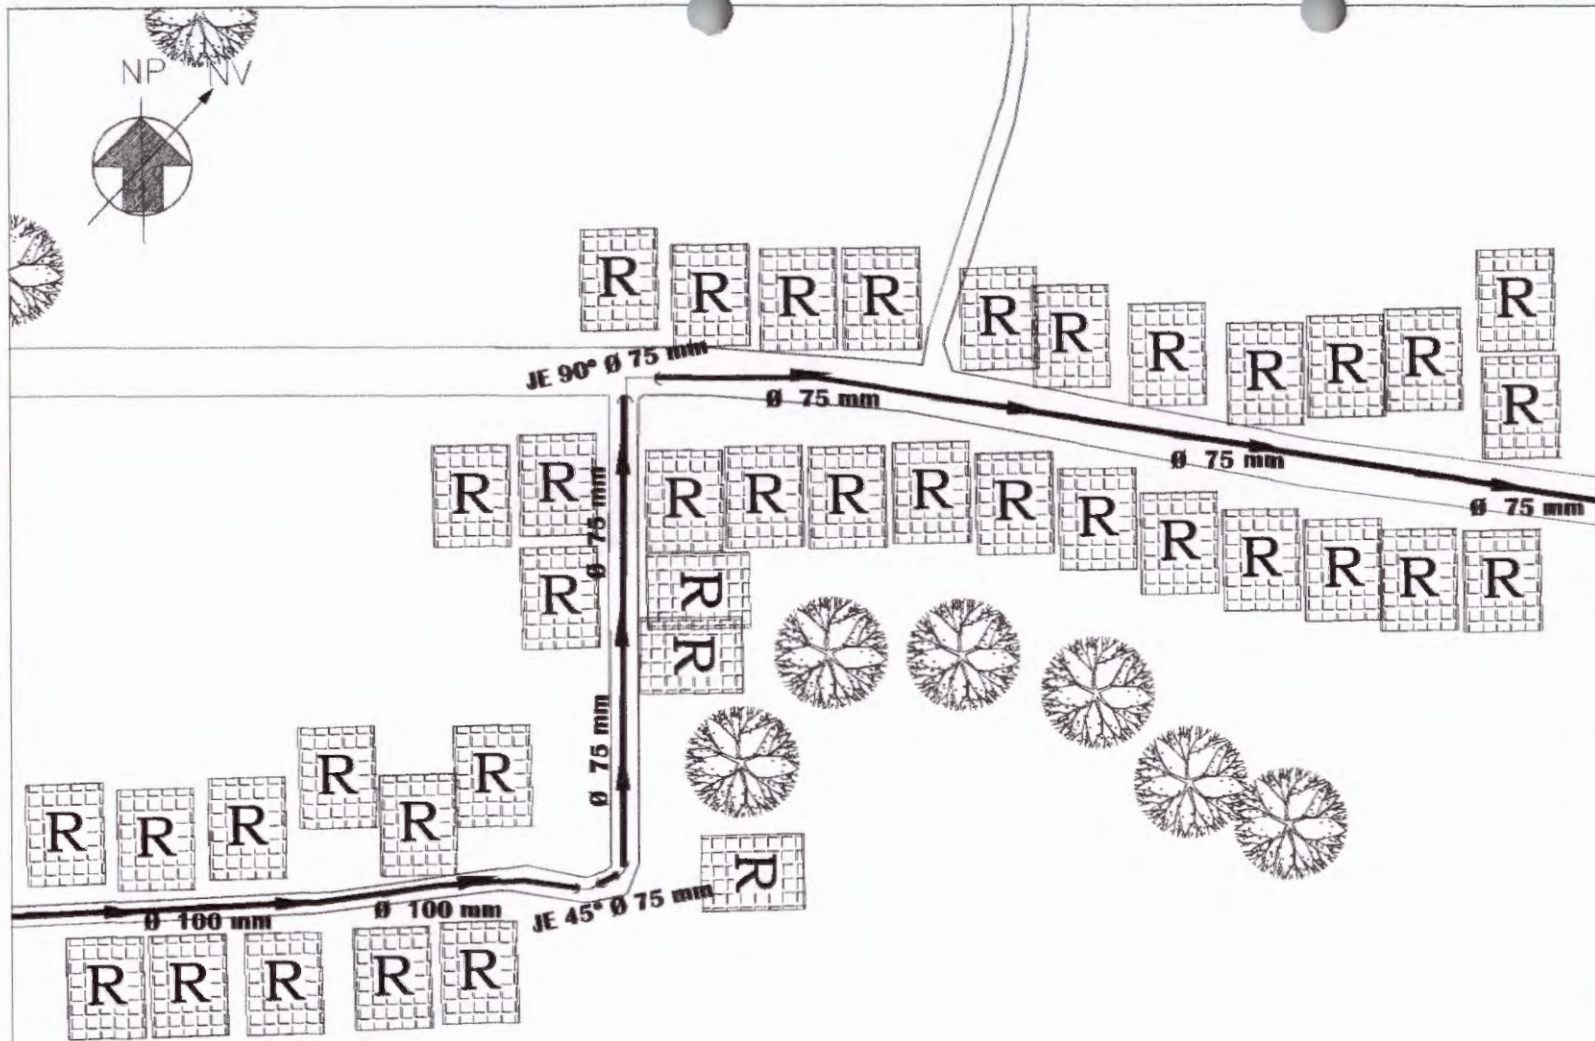 NP NV
R R R R
R R R R R R R
R
JE 90° Ø 75 mm
Ø 75 mm
Ø 75 mm
Ø 75 mm
R R
R
Ø 75 mm
R R R R R R R R R R R
R
R
Ø 75 mm
R
R R R R R R
Ø 100 mm
Ø 100 mm
JE 45° Ø 75 mm
R R R R R